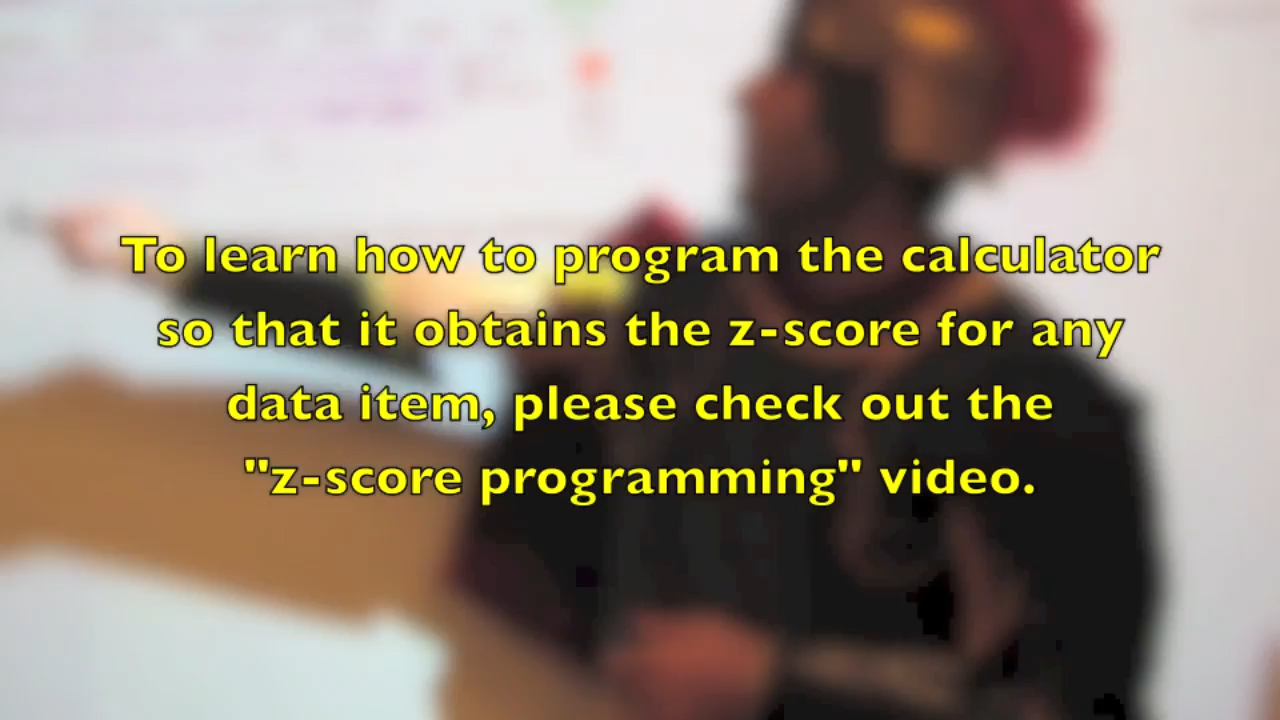 To learn how to program the calculator
so that it obtains the z-score for any
data item, please check out the
"z-score programming" video.